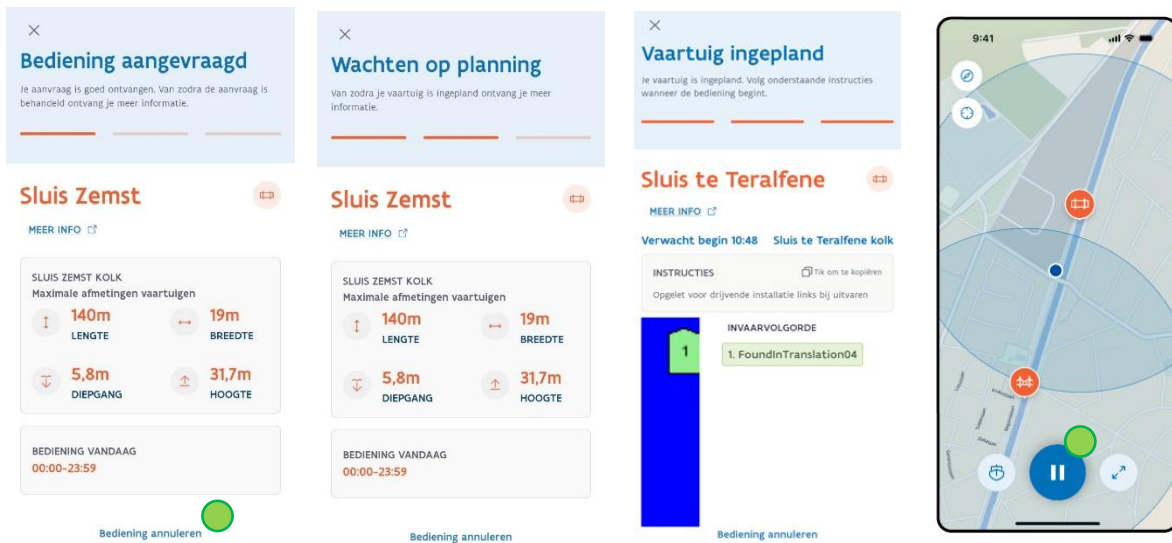 Bediening aangevraagd
Je aanvraag is goed ontvangen. Van zodra de aanvraag is
behandeld ontvang je meer informatie.
Sluis Zemst
MEER INFO
SLUIS ZEMST KOLK
Maximale afmetingen vaartuigen
140m
LENGTE
19m
BREEDTE
5,8m
DIEPGANG
31,7m
HOOGTE
BEDIENING VANDAAG
00:00-23:59
Bediening annuleren
Wachten op planning
Van zodra je vaartuig is ingepland ontvang je meer
informatie.
Sluis Zemst
MEER INFO
SLUIS ZEMST KOLK
Maximale afmetingen vaartuigen
140m
LENGTE
19m
BREEDTE
5,8m
DIEPGANG
31,7m
HOOGTE
BEDIENING VANDAAG
00:00-23:59
Bediening annuleren
Vaartuig ingepland
Je vaartuig is ingepland. Volg onderstaande instructies
wanneer de bediening begint.
Sluis te Teralfene
MEER INFO
Verwacht begin 10:48 Sluis te Teralfene kolk
INSTRUCTIES Tik om te kopiëren
Opgelet voor drijvende installatie links bij uitvaren
1
INVAARVOLGORDE
1. FoundInTranslation04
Bediening annuleren
9:41